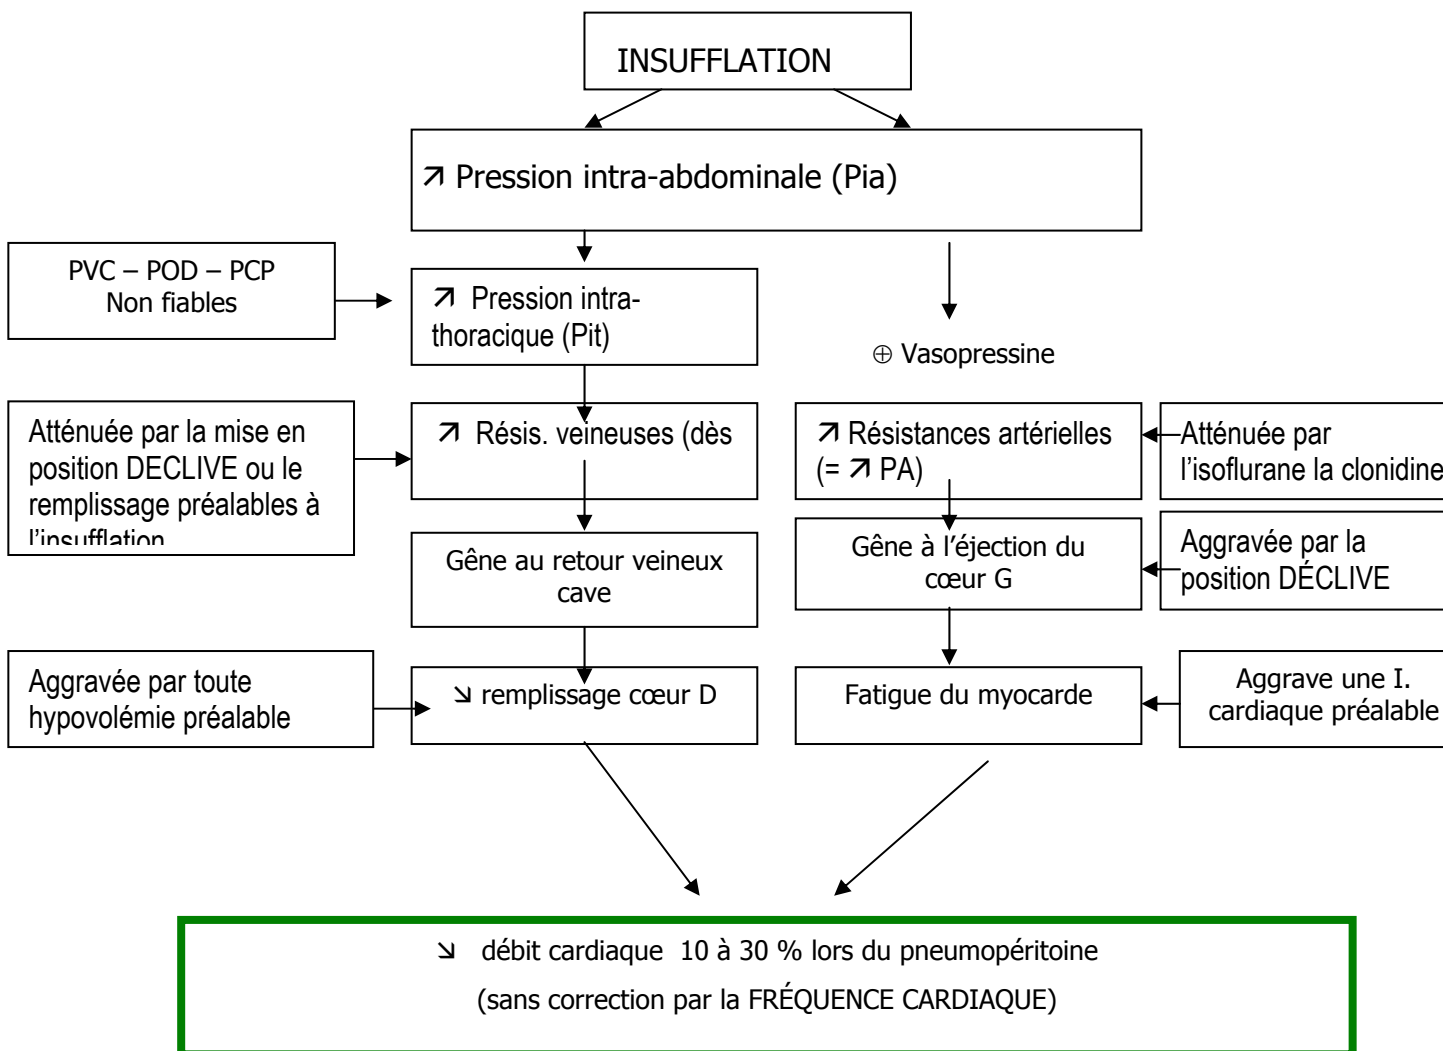 INSUFFLATION
↗ Pression intra-abdominale (Pia)
PVC – POD – PCP
Non fiables
↗ Pression intra-
thoracique (Pit)
⊕ Vasopressine
Atténuée par la mise en
position DECLIVE ou le
remplissage préalables à
l'insufflation
↗ Résis. veineuses (dès
↗ Résistances artérielles
(= ↗ PA)
Atténuée par
l'isoflurane la clonidine
Gêne au retour veineux
cave
Gêne à l'éjection du
cœur G
Aggravée par la
position DÉCLIVE
Aggravée par toute
hypovolémie préalable
↘ remplissage cœur D
Fatigue du myocarde
Aggrave une I.
cardiaque préalable
↘ débit cardiaque 10 à 30 % lors du pneumopéritoine
(sans correction par la FRÉQUENCE CARDIAQUE)